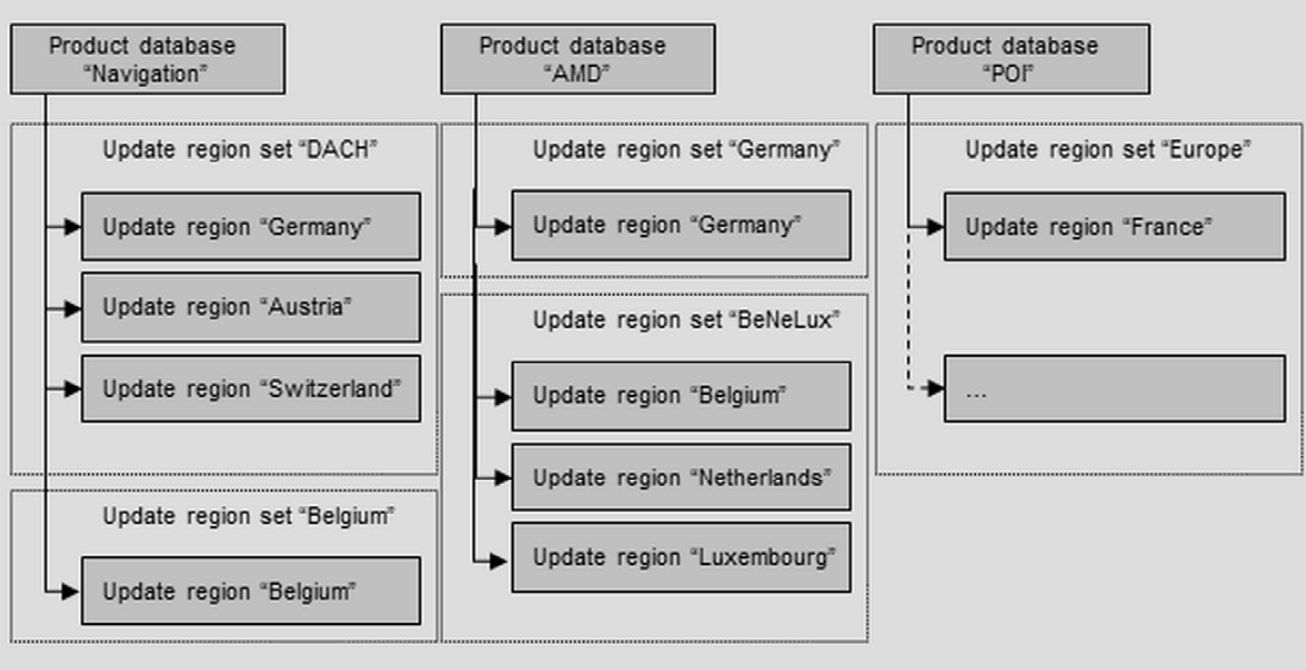 Product database
“Navigation”
Update region set “DACH”
Update region “Germany”
Update region “Austria”
Update region “Switzerland”
Update region set “Belgium”
Update region “Belgium”
Product database
“AMD”
Update region set “Germany”
Update region “Germany”
Update region set “BeNeLux”
Update region “Belgium”
Update region “Netherlands”
Update region “Luxembourg”
Product database
“POI”
Update region set “Europe”
Update region “France”
...